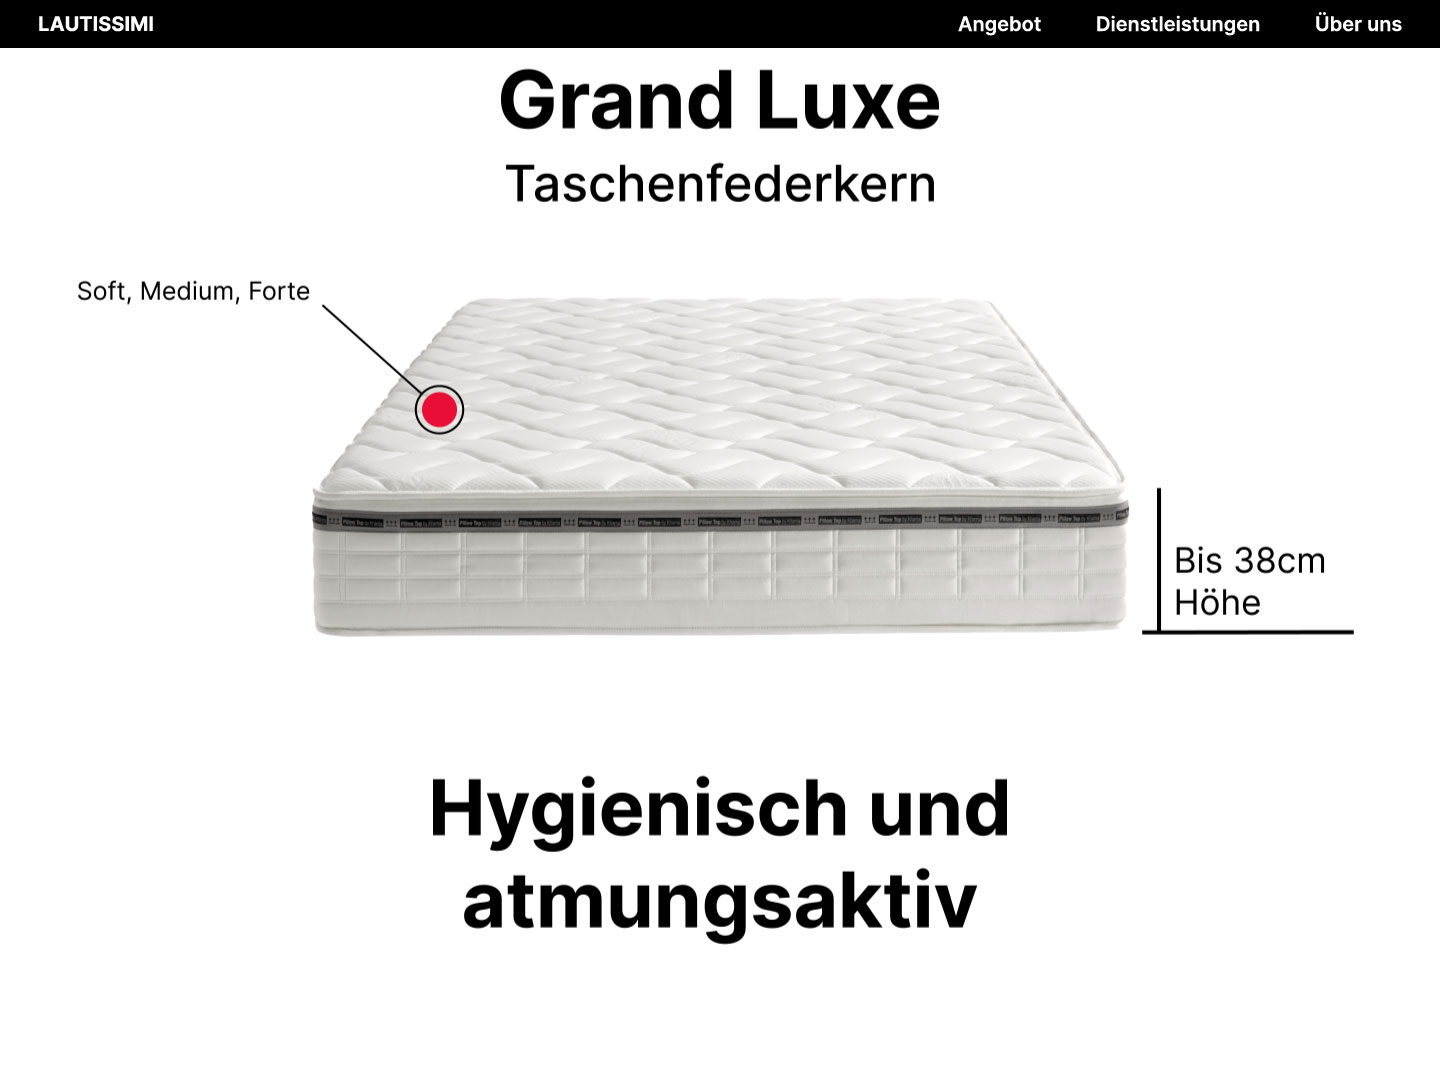 LAUTISSIMI
Angebot
Dienstleistungen
Über uns
Grand Luxe
Taschenfederkern
Soft, Medium, Forte
Bis 38cm
Höhe
Hygienisch und
atmungsaktiv